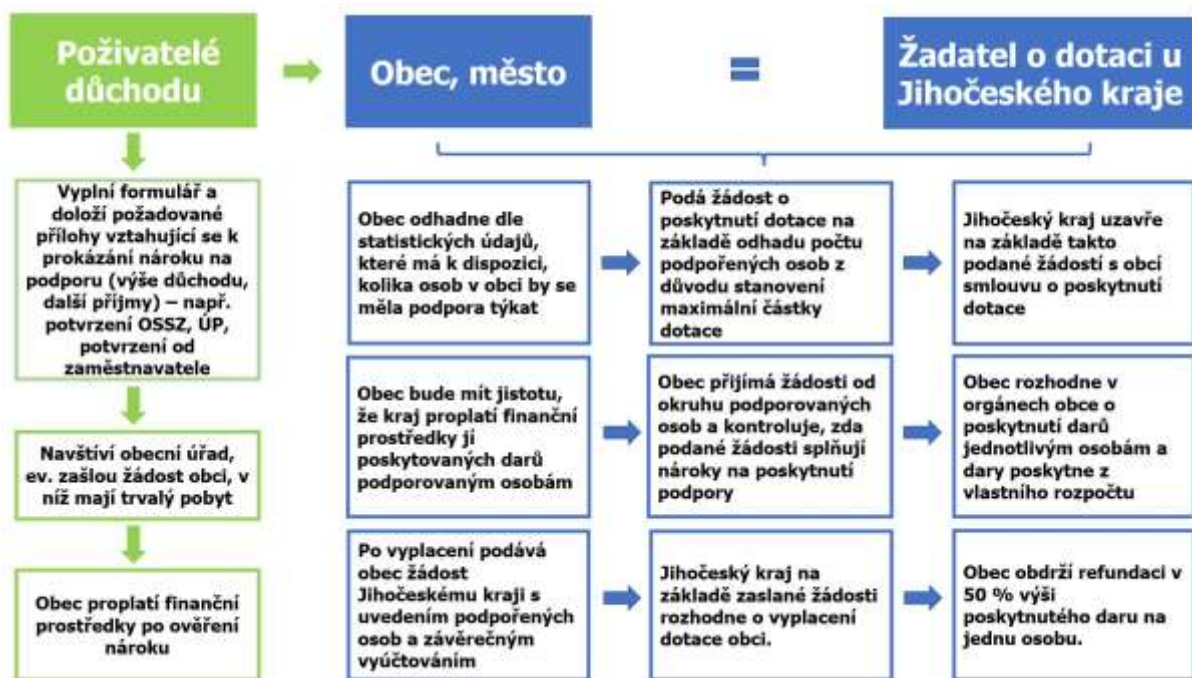 Poživatelé
důchodu
Obec, město
=
Žadatel o dotaci u
Jihočeského kraje
Vyplní formulář a
doloží požadované
přílohy vztahující se k
prokázání nároku na
podporu (výše důchodu,
další příjmy) – např.
potvrzení OSSZ, ÚP,
potvrzení od
zaměstnavatele
Navštíví obecní úřad,
ev. zašlou žádost obci, v
níž mají trvalý pobyt
Obec proplatí finanční
prostředky po ověření
nároku
Obec odhadne dle
statistických údajů,
které má k dispozici,
kolika osob v obci by se
měla podpora týkat
Podá žádost o
poskytnutí dotace na
základě odhadu počtu
podpořených osob z
důvodu stanovení
maximální částky
dotace
Jihočeský kraj uzavře
na základě takto
podané žádostí s obcí
smlouvu o poskytnutí
dotace
Obec bude mít jistotu,
že kraj proplatí finanční
prostředky jí
poskytovaných darů
podporovaným osobám
Obec přijímá žádosti od
okruhu podporovaných
osob a kontroluje, zda
podané žádosti splňují
nároky na poskytnutí
podpory
Obec rozhodne v
orgánech obce o
poskytnutí darů
jednotlivým osobám a
dary poskytne z
vlastního rozpočtu
Po vyplacení podává
obec žádost
Jihočeskému kraji s
uvedením podpořených
osob a závěrečným
vyúčtováním
Jihočeský kraj na
základě zaslané žádosti
rozhodne o vyplacení
dotace obci.
Obec obdrží refundaci v
50 % výši
poskytnutého daru na
jednu osobu.